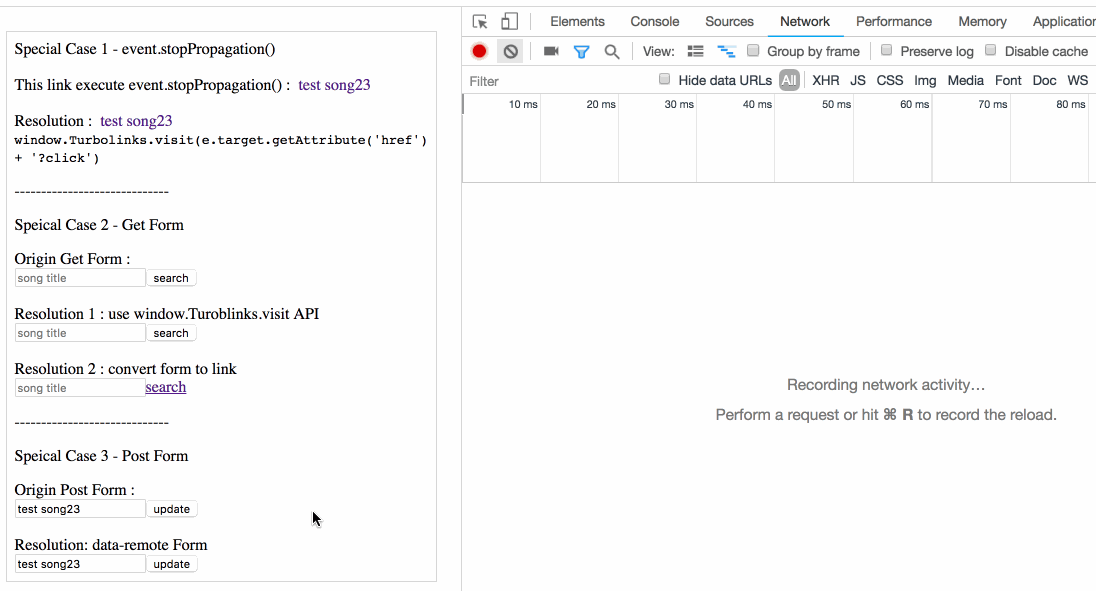 Special Case 1 - event.stopPropagation()
This link execute event.stopPropagation() : test song23
Resolution : test song23
window.Turbolinks.visit(e.target.getAttribute('href')
+ '?click')
-----------------------------
Speical Case 2 - Get Form
Origin Get Form :
song title search
Resolution 1 : use window.Turoblinks.visit API
song title search
Resolution 2 : convert form to link
song title search
-----------------------------
Speical Case 3 - Post Form
Origin Post Form :
test song23 update
Resolution: data-remote Form
test song23 update
Elements Console Sources Network Performance Memory Application
View: Group by frame Preserve log Disable cache
Filter Hide data URLs All XHR JS CSS Img Media Font Doc WS
10 ms 20 ms 30 ms 40 ms 50 ms 60 ms 70 ms 80 ms
Recording network activity…
Perform a request or hit ⌘ R to record the reload.